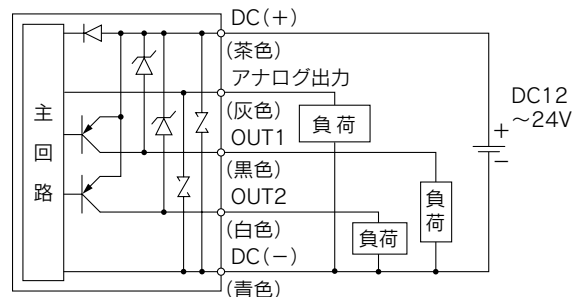 DC(+)
(茶色)
アナログ出力
(灰色)
OUT1
(黒色)
OUT2
(白色)
DC(−)
(青色)
主回路
負荷
負荷
負荷
DC12
～24V
+
−